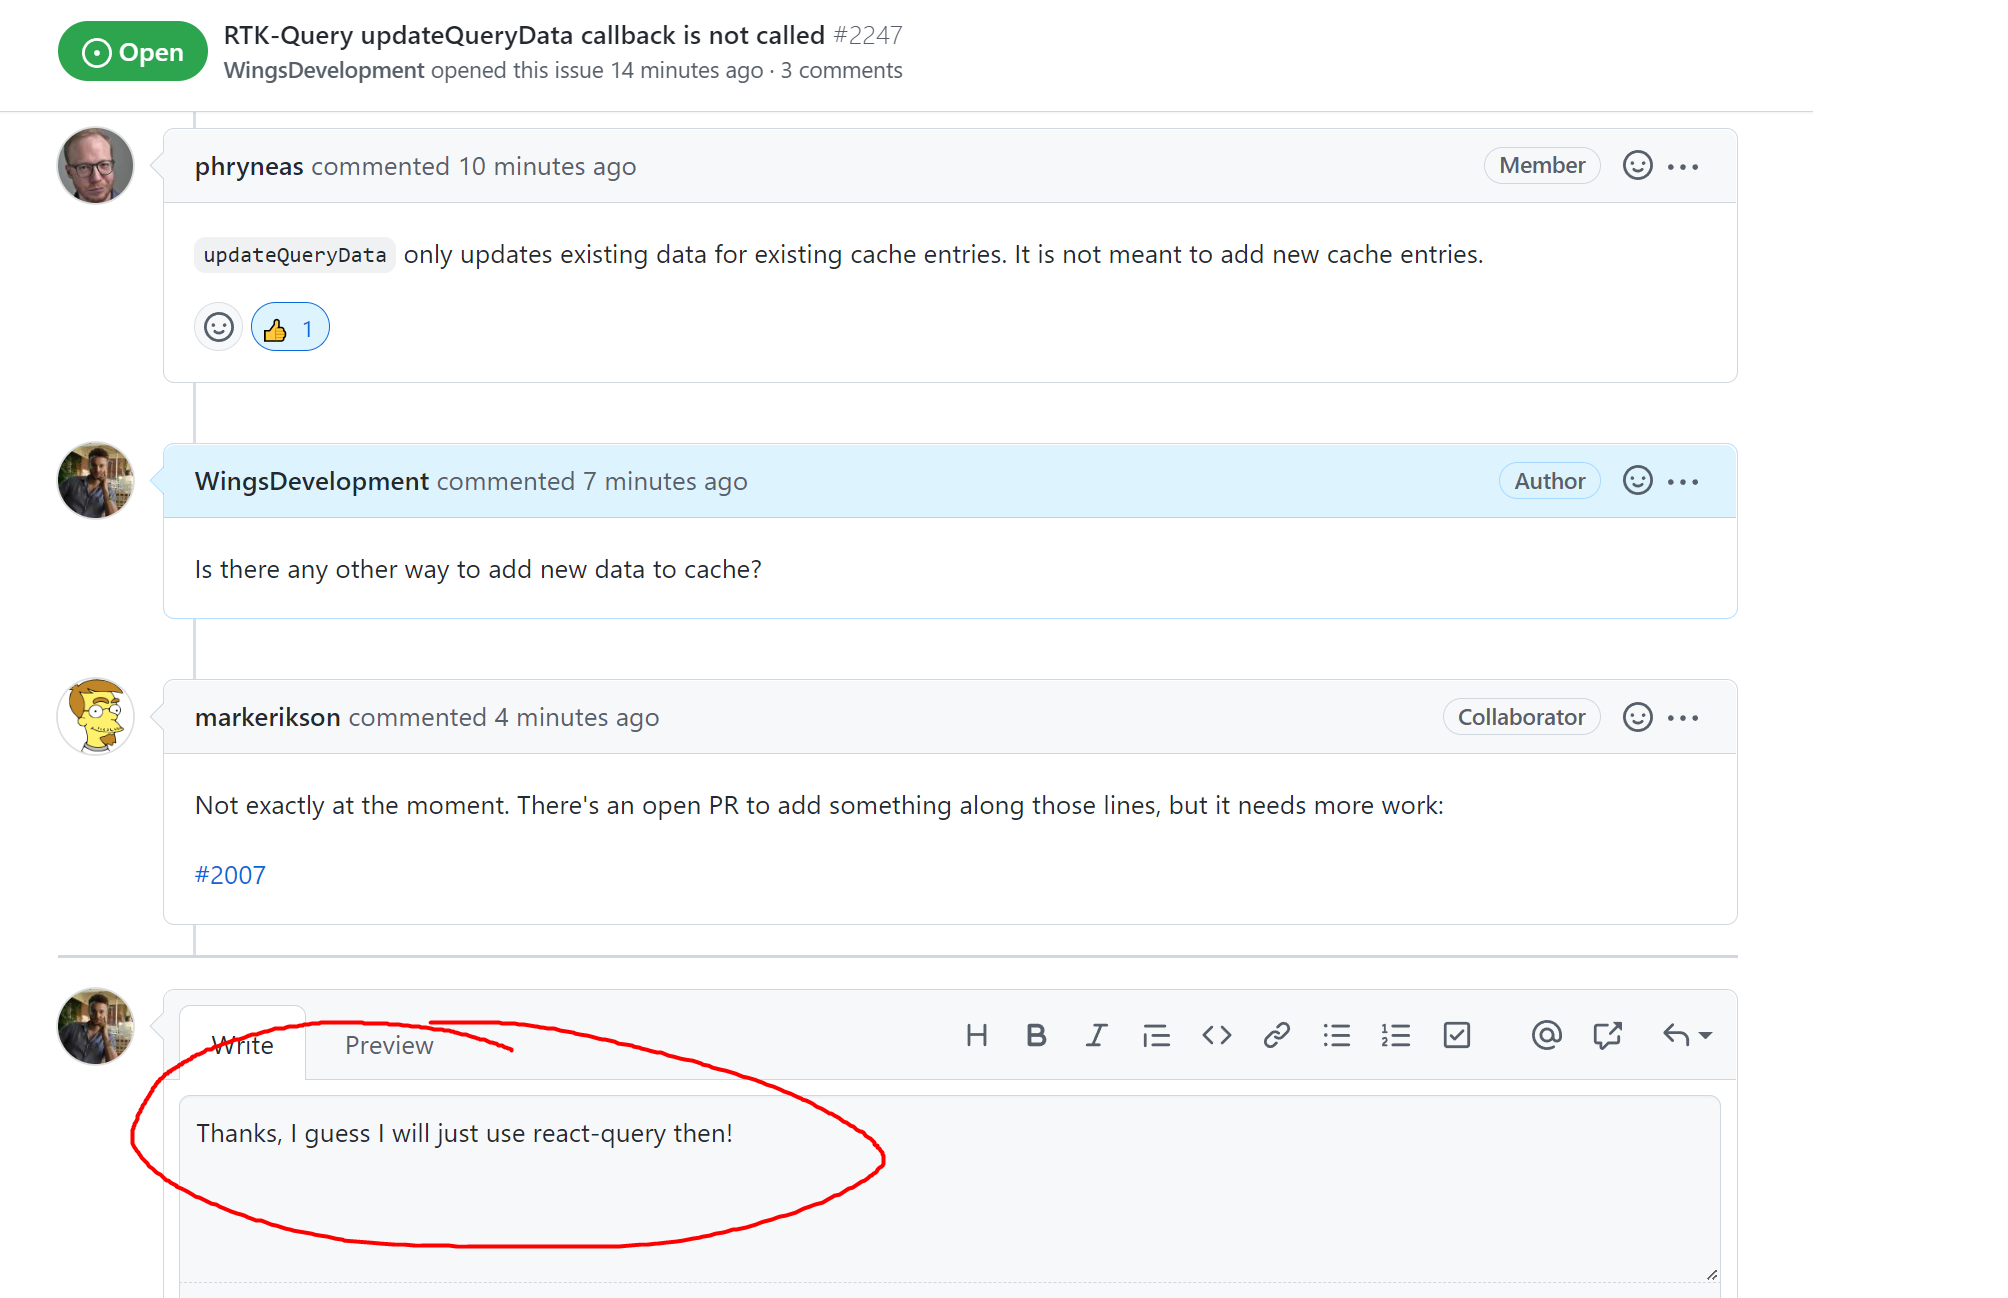 Open
RTK-Query updateQueryData callback is not called #2247
WingsDevelopment opened this issue 14 minutes ago · 3 comments
phryneas commented 10 minutes ago
Member
updateQueryData only updates existing data for existing cache entries. It is not meant to add new cache entries.
👍 1
WingsDevelopment commented 7 minutes ago
Author
Is there any other way to add new data to cache?
markerikson commented 4 minutes ago
Collaborator
Not exactly at the moment. There's an open PR to add something along those lines, but it needs more work:
#2007
Write
Preview
Thanks, I guess I will just use react-query then!